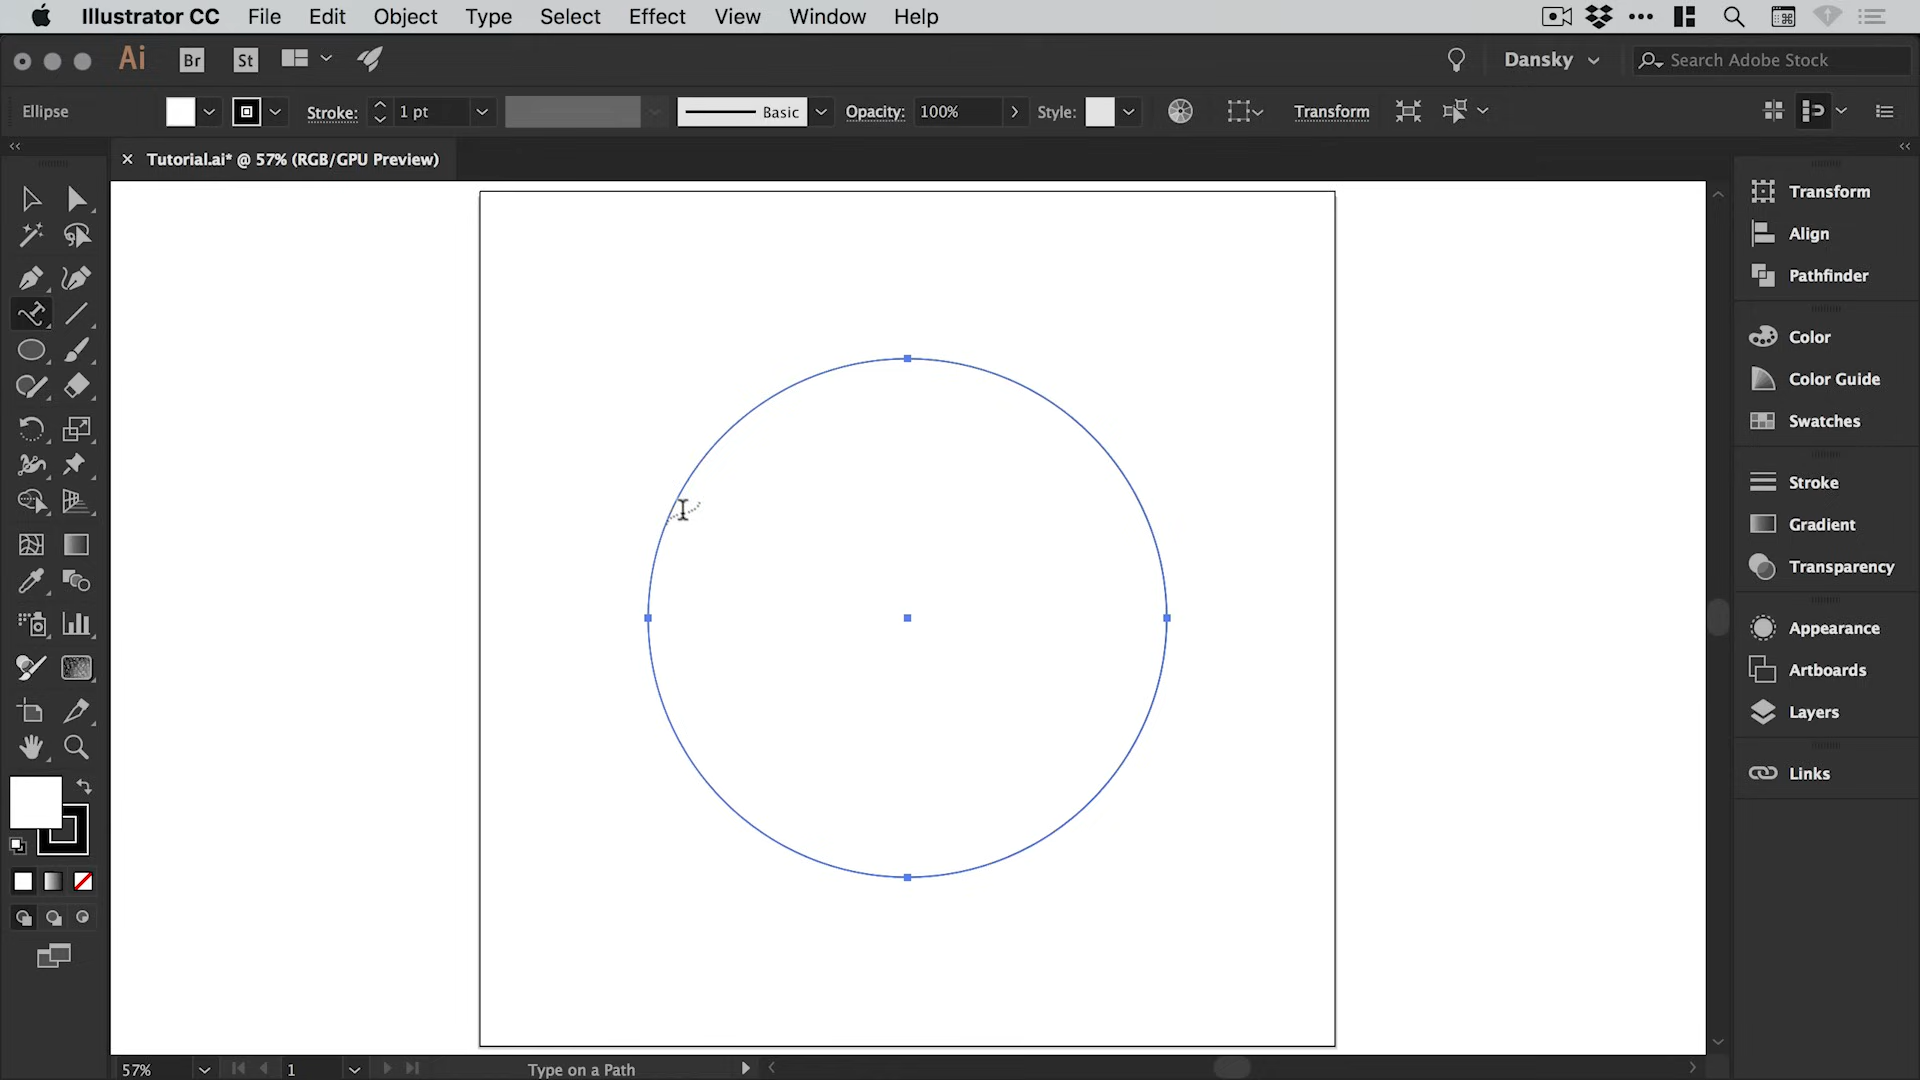 Illustrator CC File Edit Object Type Select Effect View Window Help
Ai Br St Dansky Search Adobe Stock
Ellipse Stroke: 1 pt Basic Opacity: 100% Style: Transform
Tutorial.ai* @ 57% (RGB/GPU Preview)
Transform
Align
Pathfinder
Color
Color Guide
Swatches
Stroke
Gradient
Transparency
Appearance
Artboards
Layers
Links
57% 1 Type on a Path